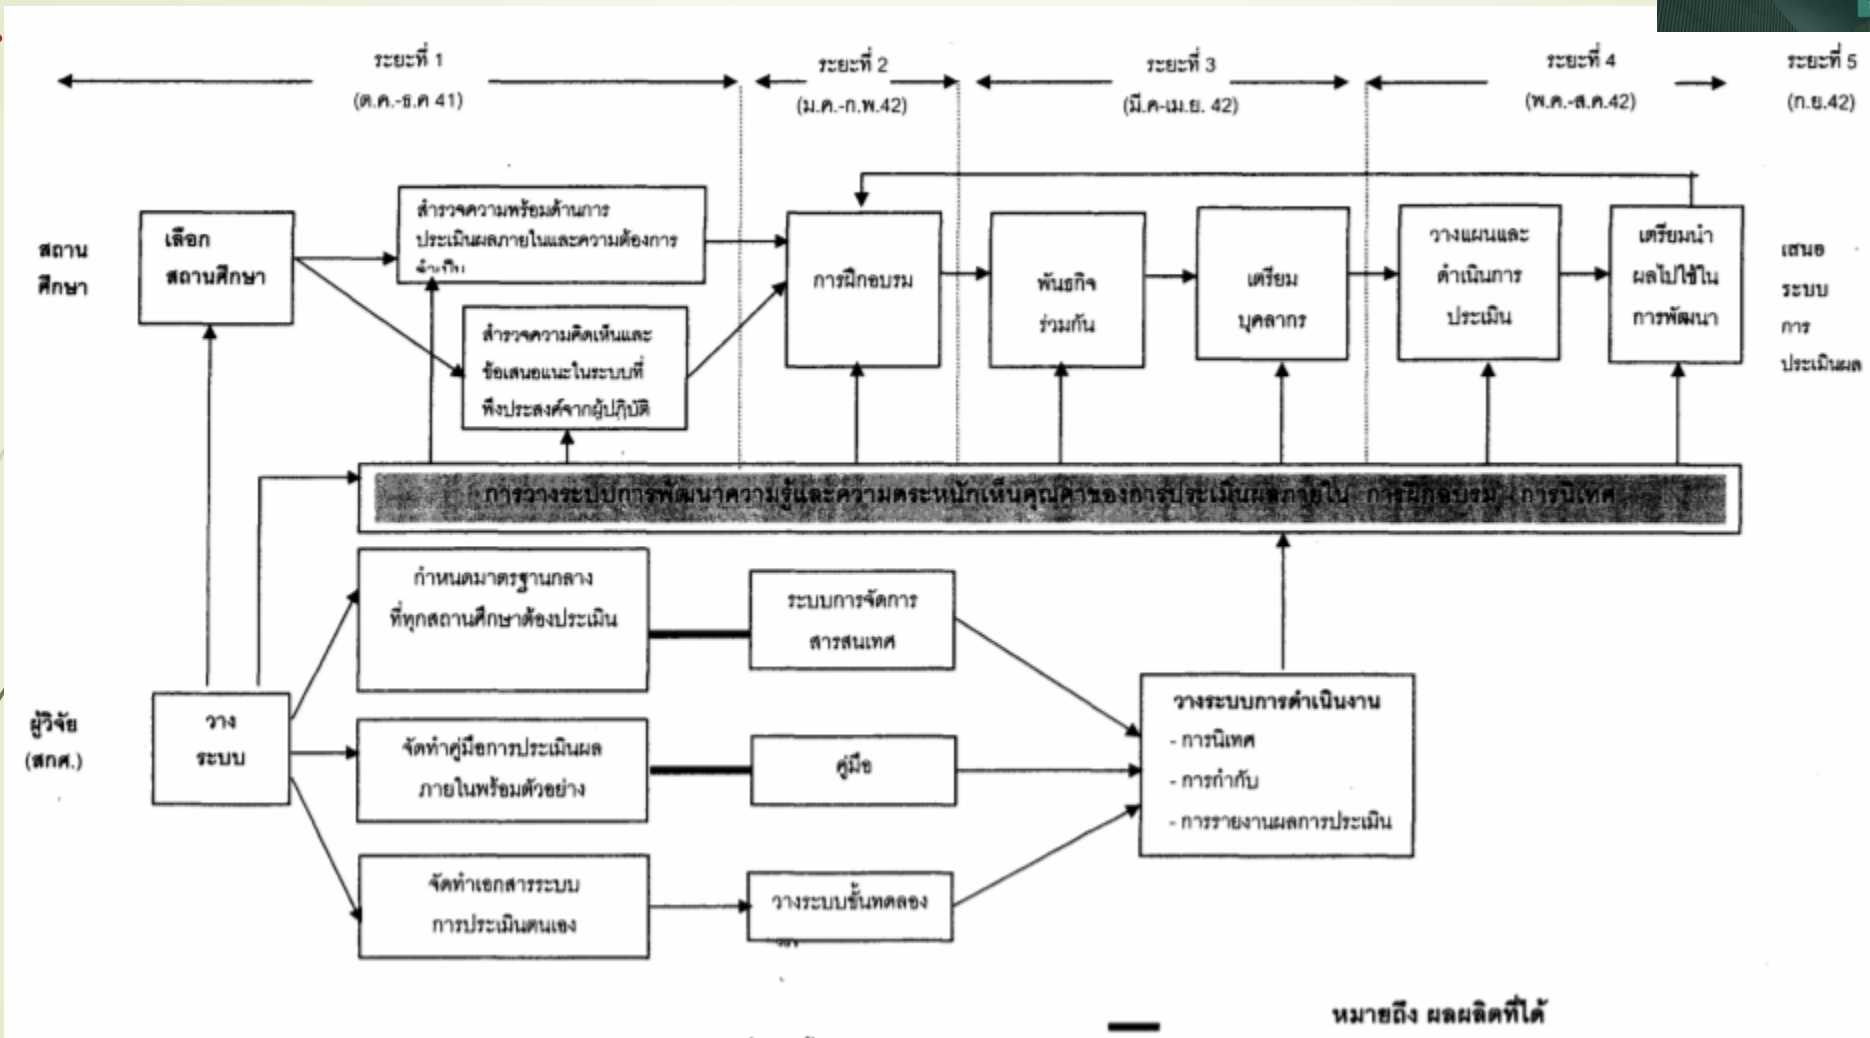 ระยะที่ 1
(ต.ค.-ธ.ค 41)
ระยะที่ 2
(ม.ค.-ก.พ.42)
ระยะที่ 3
(มี.ค-เม.ย. 42)
ระยะที่ 4
(พ.ค.-ส.ค.42)
ระยะที่ 5
(ก.ย.42)
สถาน
ศึกษา
เลือก
สถานศึกษา
สำรวจความพร้อมด้านการ
ประเมินผลภายในและความต้องการ
จำเป็น
สำรวจความคิดเห็นและ
ข้อเสนอแนะในระบบที่
พึงประสงค์จากผู้ปฏิบัติ
การฝึกอบรม
พันธกิจ
ร่วมกัน
เตรียม
บุคลากร
วางแผนและ
ดำเนินการ
ประเมิน
เตรียมนำ
ผลไปใช้ใน
การพัฒนา
เสนอ
ระบบ
การ
ประเมินผล
การวางระบบการพัฒนาความรู้และความตระหนักเห็นคุณค่าของการประเมินผลภายใน การฝึกอบรม การนิเทศ
ผู้วิจัย
(สกศ.)
วาง
ระบบ
กำหนดมาตรฐานกลาง
ที่ทุกสถานศึกษาต้องประเมิน
ระบบการจัดการ
สารสนเทศ
จัดทำคู่มือการประเมินผล
ภายในพร้อมตัวอย่าง
คู่มือ
จัดทำเอกสารระบบ
การประเมินตนเอง
วางระบบขั้นทดลอง
วางระบบการดำเนินงาน
- การนิเทศ
- การกำกับ
- การรายงานผลการประเมิน
หมายถึง ผลผลิตที่ได้